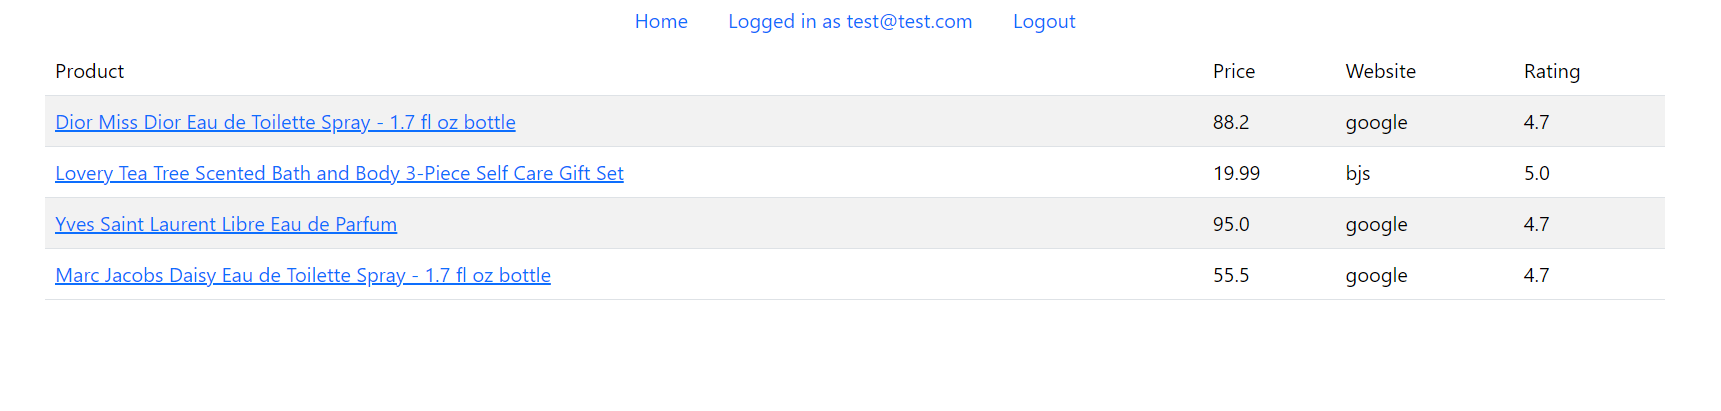 Home Logged in as test@test.com Logout
Product Price Website Rating
Dior Miss Dior Eau de Toilette Spray - 1.7 fl oz bottle 88.2 google 4.7
Lovery Tea Tree Scented Bath and Body 3-Piece Self Care Gift Set 19.99 bjs 5.0
Yves Saint Laurent Libre Eau de Parfum 95.0 google 4.7
Marc Jacobs Daisy Eau de Toilette Spray - 1.7 fl oz bottle 55.5 google 4.7